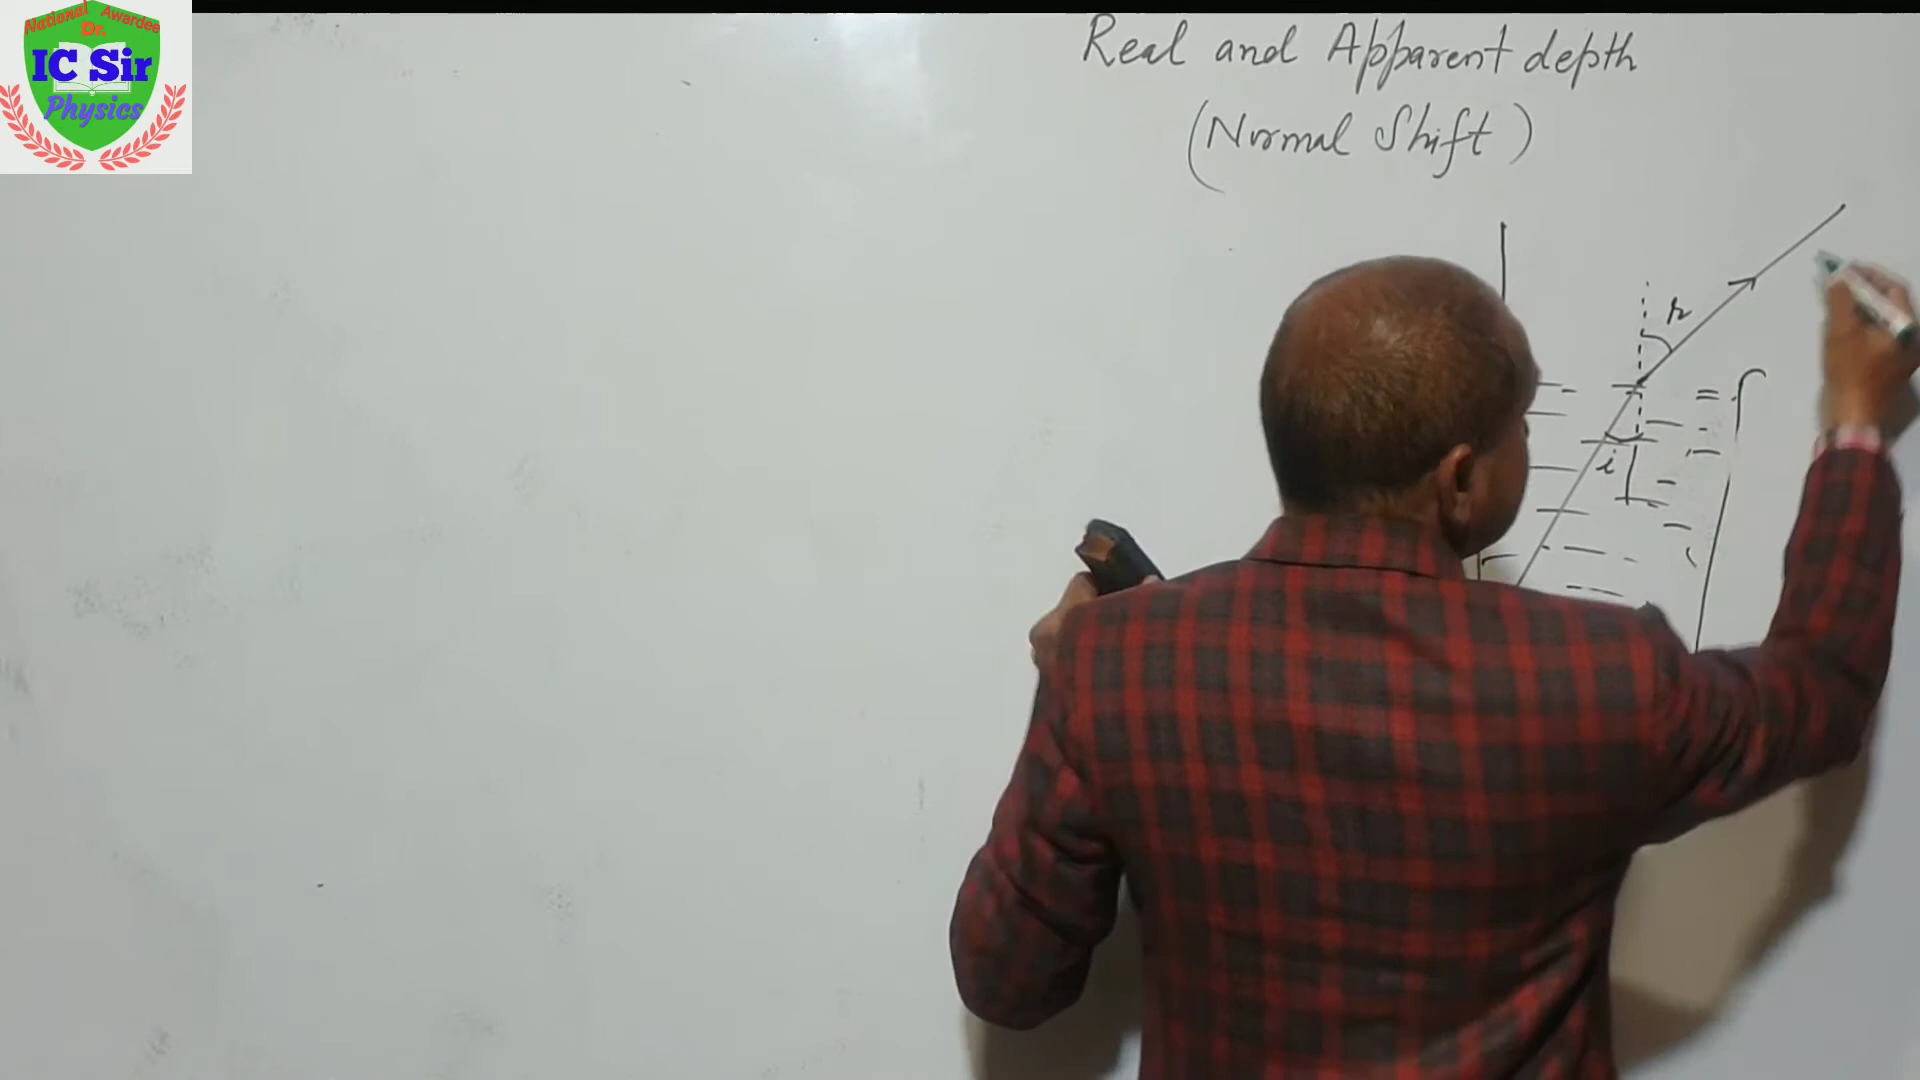 National Awardee
Dr.
IC Sir
Physics
Real and Apparent depth
(Normal Shift)
r
i